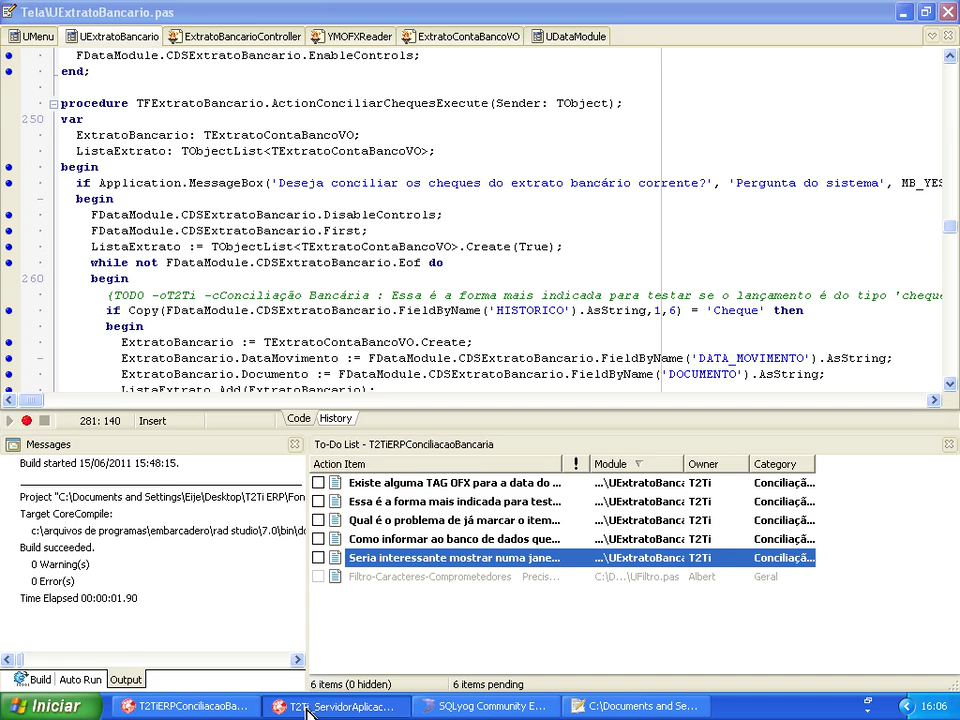 Tela\UExtratoBancario.pas
UMenu UExtratoBancario ExtratoBancarioController YMOFXReader ExtratoContaBancoVO UDataModule
FDataModule.CDSExtratoBancario.EnableControls;
end;
procedure TFExtratoBancario.ActionConciliarChequesExecute(Sender: TObject);
250 var
ExtratoBancario: TExtratoContaBancoVO;
ListaExtrato: TObjectList<TExtratoContaBancoVO>;
begin
if Application.MessageBox('Deseja conciliar os cheques do extrato bancário corrente?', 'Pergunta do sistema', MB_YES
begin
FDataModule.CDSExtratoBancario.DisableControls;
FDataModule.CDSExtratoBancario.First;
ListaExtrato := TObjectList<TExtratoContaBancoVO>.Create(True);
while not FDataModule.CDSExtratoBancario.Eof do
260 begin
{TODO -oT2Ti -cConciliação Bancária : Essa é a forma mais indicada para testar se o lançamento é do tipo 'cheque
if Copy(FDataModule.CDSExtratoBancario.FieldByName('HISTORICO').AsString,1,6) = 'Cheque' then
begin
ExtratoBancario := TExtratoContaBancoVO.Create;
ExtratoBancario.DataMovimento := FDataModule.CDSExtratoBancario.FieldByName('DATA_MOVIMENTO').AsString;
ExtratoBancario.Documento := FDataModule.CDSExtratoBancario.FieldByName('DOCUMENTO').AsString;
ListaExtrato.Add(ExtratoBancario);
281: 140 Insert Code History
Messages
Build started 15/06/2011 15:48:15.
Project "C:\Documents and Settings\Eije\Desktop\T2Ti ERP\Fon
Target CoreCompile:
c:\arquivos de programas\embarcadero\rad studio\7.0\bin\dc
Build succeeded.
0 Warning(s)
0 Error(s)
Time Elapsed 00:00:01.90
Build Auto Run Output
To-Do List - T2TiERPConciliacaoBancaria
Action Item ! Module Owner Category
Existe alguma TAG OFX para a data do ... ...\UExtratoBanca T2Ti Conciliaçã...
Essa é a forma mais indicada para test... ...\UExtratoBanca T2Ti Conciliaçã...
Qual é o problema de já marcar o item... ...\UExtratoBanca T2Ti Conciliaçã...
Como informar ao banco de dados que... ...\UExtratoBanca T2Ti Conciliaçã...
Seria interessante mostrar numa jane... ...\UExtratoBanca T2Ti Conciliaçã...
Filtro-Caracteres-Comprometedores Precis... C:\D...\UFiltro.pas Albert Geral
6 items (0 hidden) 6 items pending
Iniciar T2TiERPConciliacaoBa... T2Ti_ServidorAplicac... SQLyog Community E... C:\Documents and Se... 16:06